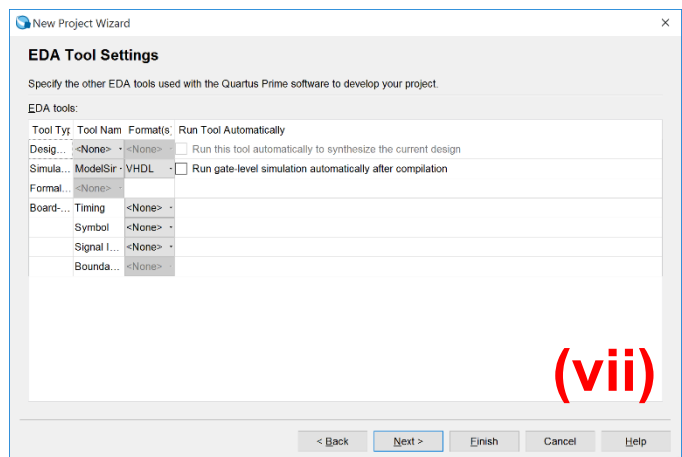 New Project Wizard
EDA Tool Settings
Specify the other EDA tools used with the Quartus Prime software to develop your project.
EDA tools:
Tool Typ Tool Nam Format(s) Run Tool Automatically
Desig... <None> <None> Run this tool automatically to synthesize the current design
Simula... ModelSir VHDL Run gate-level simulation automatically after compilation
Formal... <None>
Board-... Timing <None>
Symbol <None>
Signal I... <None>
Bounda... <None>
(vii)
< Back Next > Finish Cancel Help